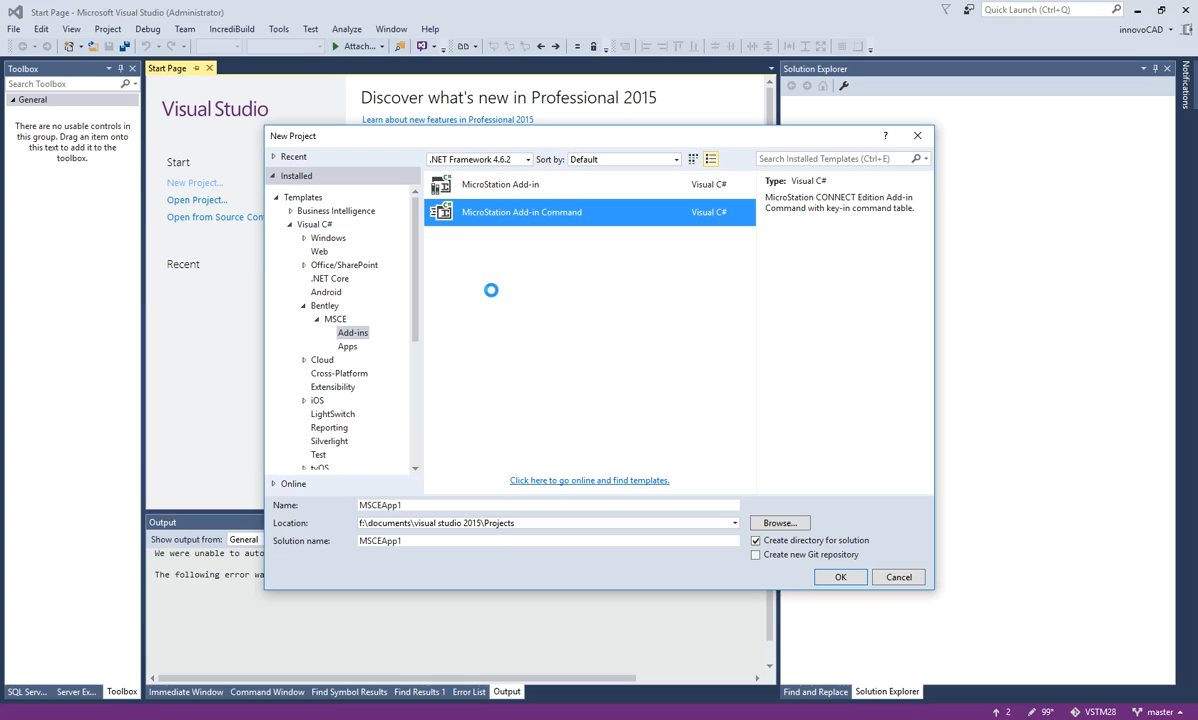 Start Page - Microsoft Visual Studio (Administrator)
Quick Launch (Ctrl+Q)
File Edit View Project Debug Team IncrediBuild Tools Test Analyze Window Help
innovoCAD
Attach...
Toolbox
Start Page
Solution Explorer
Notifications
Search Toolbox
General
There are no usable controls in
this group. Drag an item onto
this text to add it to the
toolbox.
Visual Studio
Discover what's new in Professional 2015
Learn about new features in Professional 2015
Start
New Project...
Open Project...
Open from Source Con
Recent
New Project
?
Recent
.NET Framework 4.6.2
Sort by: Default
Search Installed Templates (Ctrl+E)
Installed
Templates
Business Intelligence
Visual C#
Windows
Web
Office/SharePoint
.NET Core
Android
Bentley
MSCE
Add-ins
Apps
Cloud
Cross-Platform
Extensibility
iOS
LightSwitch
Reporting
Silverlight
Test
tvOS
Online
C# MicroStation Add-in Visual C#
C# MicroStation Add-in Command Visual C#
Type: Visual C#
MicroStation CONNECT Edition Add-in
Command with key-in command table.
Click here to go online and find templates.
Name: MSCEApp1
Location: f:\documents\visual studio 2015\Projects
Browse...
Solution name: MSCEApp1
Create directory for solution
Create new Git repository
OK Cancel
Output
Show output from: General
We were unable to auto
The following error wa
SQL Serv... Server Ex... Toolbox
Immediate Window Command Window Find Symbol Results Find Results 1 Error List Output
Find and Replace Solution Explorer
2 99* VSTM28 master